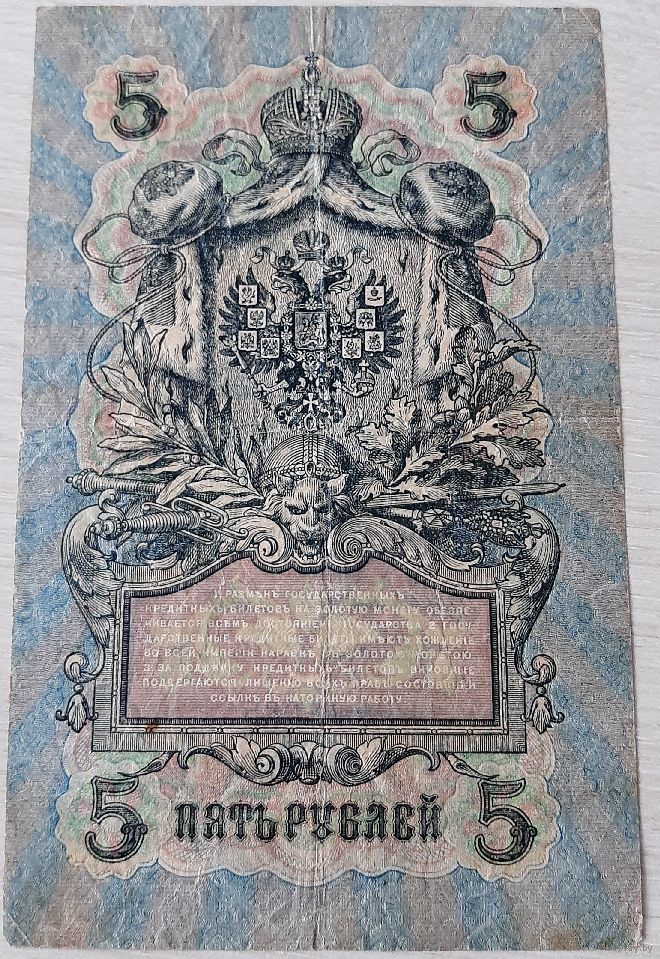 5 5
1. РАЗМѢНЪ ГОСУДАРСТВЕННЫХЪ
КРЕДИТНЫХЪ БИЛЕТОВЪ НА ЗОЛОТУЮ МОНЕТУ ОБЕЗПЕ-
ЧИВАЕТСЯ ВСѢМЪ ДОСТОЯНІЕМЪ ГОСУДАРСТВА. 2. ГОСУ-
ДАРСТВЕННЫЕ КРЕДИТНЫЕ БИЛЕТЫ ИМѢЮТЪ ХОЖДЕНІЕ
ВО ВСЕЙ ИМПЕРІИ НАРАВНѢ СЪ ЗОЛОТОЮ МОНЕТОЮ.
3. ЗА ПОДДѢЛКУ КРЕДИТНЫХЪ БИЛЕТОВЪ ВИНОВНЫЕ
ПОДВЕРГАЮТСЯ ЛИШЕНІЮ ВСѢХЪ ПРАВЪ СОСТОЯНІЯ И
ССЫЛКѢ ВЪ КАТОРЖНУЮ РАБОТУ.
5 ПЯТЬ РУБЛЕЙ 5